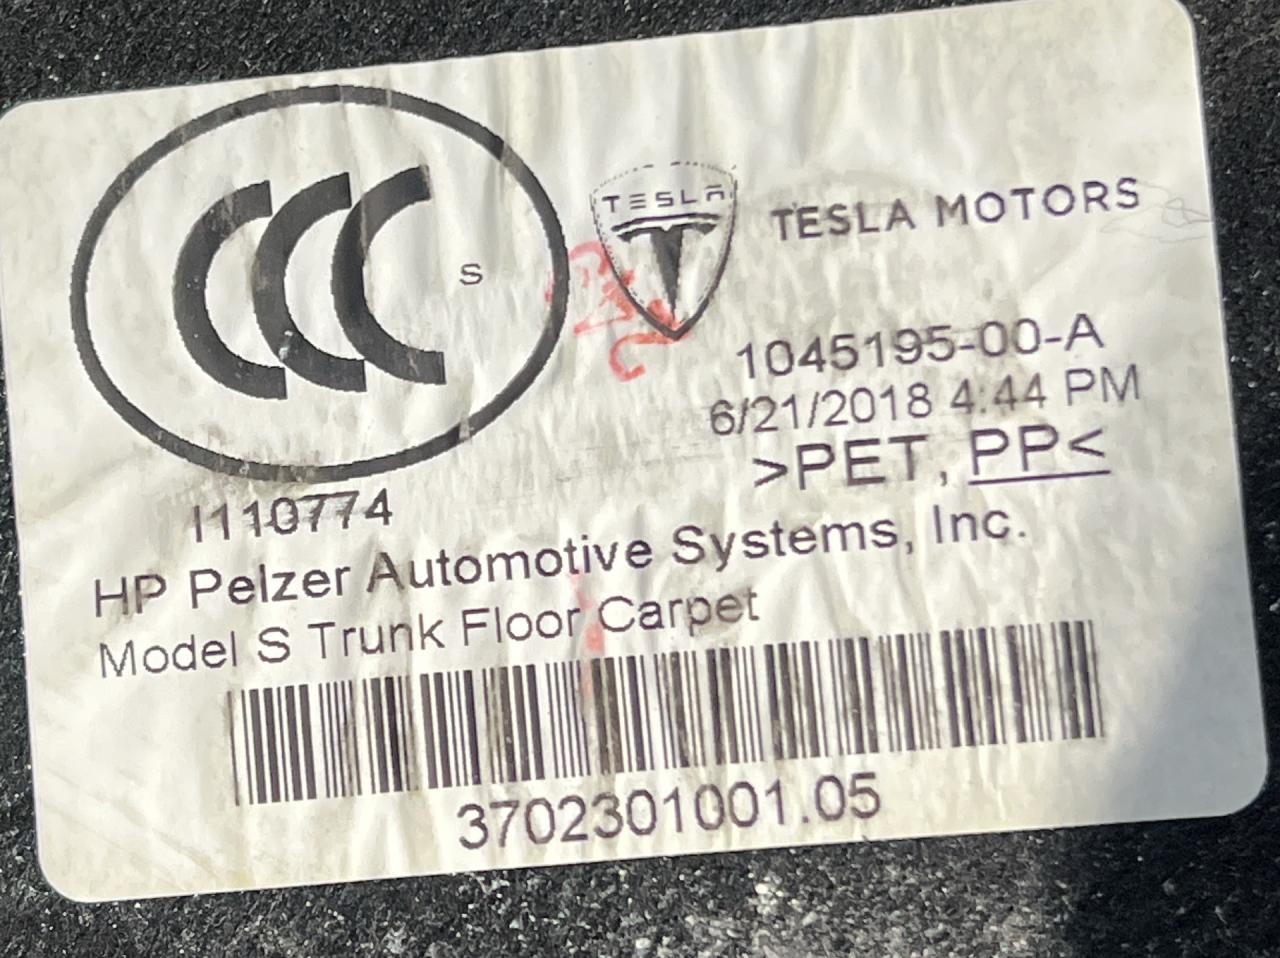 CCC S
TESLA
TESLA MOTORS
1045195-00-A
6/21/2018 4:44 PM
>PET, PP<
I110774
HP Pelzer Automotive Systems, Inc.
Model S Trunk Floor Carpet
3702301001.05